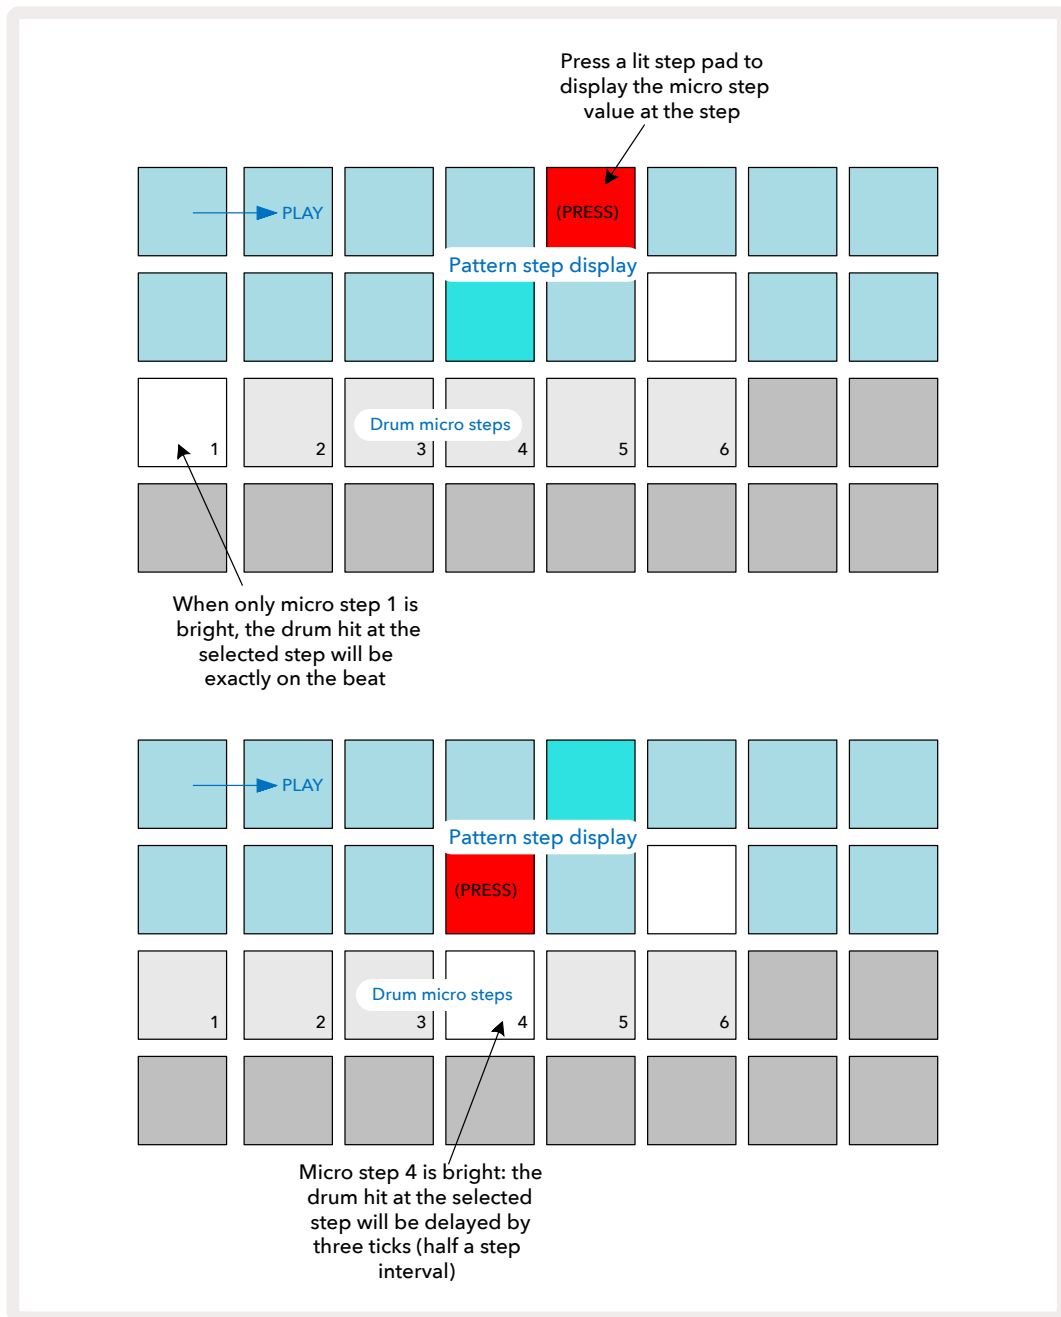 Press a lit step pad to
display the micro step
value at the step
PLAY
(PRESS)
Pattern step display
Drum micro steps
1
2
3
4
5
6
When only micro step 1 is
bright, the drum hit at the
selected step will be
exactly on the beat
PLAY
Pattern step display
(PRESS)
Drum micro steps
1
2
3
4
5
6
Micro step 4 is bright: the
drum hit at the selected
step will be delayed by
three ticks (half a step
interval)